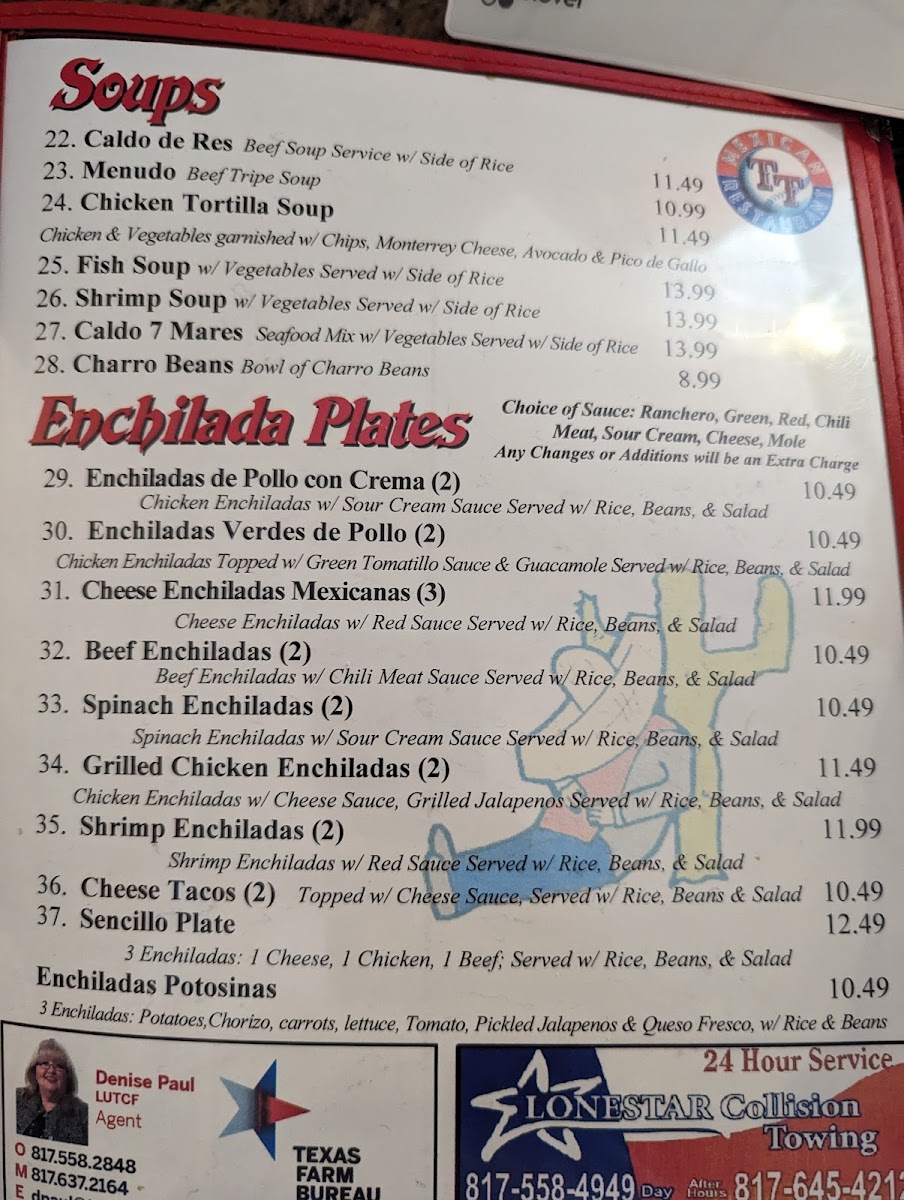 Soups
22. Caldo de Res Beef Soup Service w/ Side of Rice 11.49
23. Menudo Beef Tripe Soup 10.99
24. Chicken Tortilla Soup 11.49
Chicken & Vegetables garnished w/ Chips, Monterrey Cheese, Avocado & Pico de Gallo
25. Fish Soup w/ Vegetables Served w/ Side of Rice 13.99
26. Shrimp Soup w/ Vegetables Served w/ Side of Rice 13.99
27. Caldo 7 Mares Seafood Mix w/ Vegetables Served w/ Side of Rice 13.99
28. Charro Beans Bowl of Charro Beans 8.99
MEXICAN
TT
RESTAURANT
Enchilada Plates
Choice of Sauce: Ranchero, Green, Red, Chili
Meat, Sour Cream, Cheese, Mole
Any Changes or Additions will be an Extra Charge
29. Enchiladas de Pollo con Crema (2) 10.49
Chicken Enchiladas w/ Sour Cream Sauce Served w/ Rice, Beans, & Salad
30. Enchiladas Verdes de Pollo (2) 10.49
Chicken Enchiladas Topped w/ Green Tomatillo Sauce & Guacamole Served w/ Rice, Beans, & Salad
31. Cheese Enchiladas Mexicanas (3) 11.99
Cheese Enchiladas w/ Red Sauce Served w/ Rice, Beans, & Salad
32. Beef Enchiladas (2) 10.49
Beef Enchiladas w/ Chili Meat Sauce Served w/ Rice, Beans, & Salad
33. Spinach Enchiladas (2) 10.49
Spinach Enchiladas w/ Sour Cream Sauce Served w/ Rice, Beans, & Salad
34. Grilled Chicken Enchiladas (2) 11.49
Chicken Enchiladas w/ Cheese Sauce, Grilled Jalapenos Served w/ Rice, Beans, & Salad
35. Shrimp Enchiladas (2) 11.99
Shrimp Enchiladas w/ Red Sauce Served w/ Rice, Beans, & Salad
36. Cheese Tacos (2) Topped w/ Cheese Sauce, Served w/ Rice, Beans & Salad 10.49
37. Sencillo Plate 12.49
3 Enchiladas: 1 Cheese, 1 Chicken, 1 Beef; Served w/ Rice, Beans, & Salad
Enchiladas Potosinas 10.49
3 Enchiladas: Potatoes,Chorizo, carrots, lettuce, Tomato, Pickled Jalapenos & Queso Fresco, w/ Rice & Beans
Denise Paul
LUTCF
Agent
O 817.558.2848
M 817.637.2164
E
TEXAS
FARM
BUREAU
24 Hour Service
LONESTAR Collision
Towing
817-558-4949 Day After Hours 817-645-421